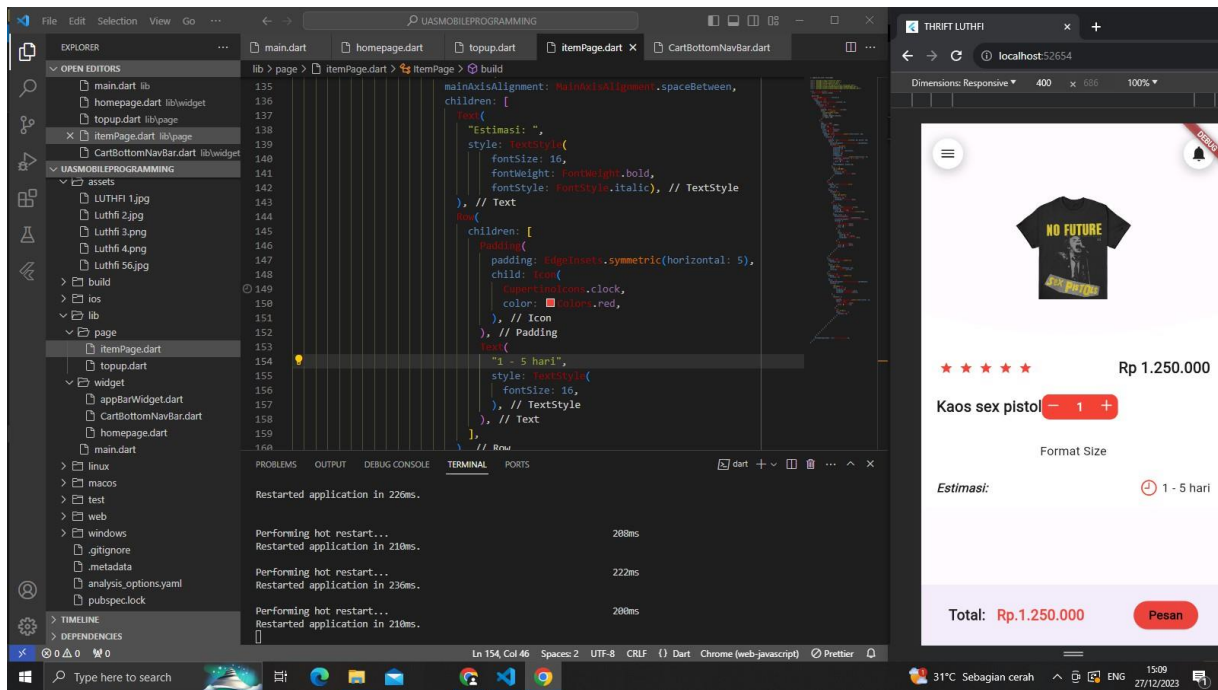 File Edit Selection View Go ... UASMOBILEPROGRAMMING
EXPLORER
OPEN EDITORS
main.dart lib
homepage.dart lib\widget
topup.dart lib\page
itemPage.dart lib\page
CartBottomNavBar.dart lib\widget
UASMOBILEPROGRAMMING
assets
LUTHFI 1.jpg
Luthfi 2.jpg
Luthfi 3.png
Luthfi 4.png
Luthfi 56.jpg
build
ios
lib
page
itemPage.dart
topup.dart
widget
appBarWidget.dart
CartBottomNavBar.dart
homepage.dart
main.dart
linux
macos
test
web
windows
.gitignore
.metadata
analysis_options.yaml
pubspec.lock
TIMELINE
DEPENDENCIES
main.dart homepage.dart topup.dart itemPage.dart CartBottomNavBar.dart
lib > page > itemPage.dart > ItemPage > build
135 mainAxisAlignment: MainAxisAlignment.spaceBetween,
136 children: [
137 Text(
138 "Estimasi: ",
139 style: TextStyle(
140 fontSize: 16,
141 fontWeight: FontWeight.bold,
142 fontStyle: FontStyle.italic), // TextStyle
143 ), // Text
144 Row(
145 children: [
146 Padding(
147 padding: EdgeInsets.symmetric(horizontal: 5),
148 child: Icon(
149 CupertinoIcons.clock,
150 color: Colors.red,
151 ), // Icon
152 ), // Padding
153 Text(
154 "1 - 5 hari",
155 style: TextStyle(
156 fontSize: 16,
157 ), // TextStyle
158 ), // Text
159 ],
160 ) // Row
PROBLEMS OUTPUT DEBUG CONSOLE TERMINAL PORTS dart
Restarted application in 226ms.
Performing hot restart... 208ms
Restarted application in 210ms.
Performing hot restart... 222ms
Restarted application in 236ms.
Performing hot restart... 200ms
Restarted application in 210ms.
0 0 0 Ln 154, Col 46 Spaces: 2 UTF-8 CRLF {} Dart Chrome (web-javascript) Prettier
THRIFT LUTHFI
localhost:52654
Dimensions: Responsive 400 x 686 100%
DEBUG
NO FUTURE
SEX PISTOLS
Rp 1.250.000
Kaos sex pistol - 1 +
Format Size
Estimasi: 1 - 5 hari
Total: Rp.1.250.000 Pesan
Type here to search
31°C Sebagian cerah ENG 15:09
27/12/2023